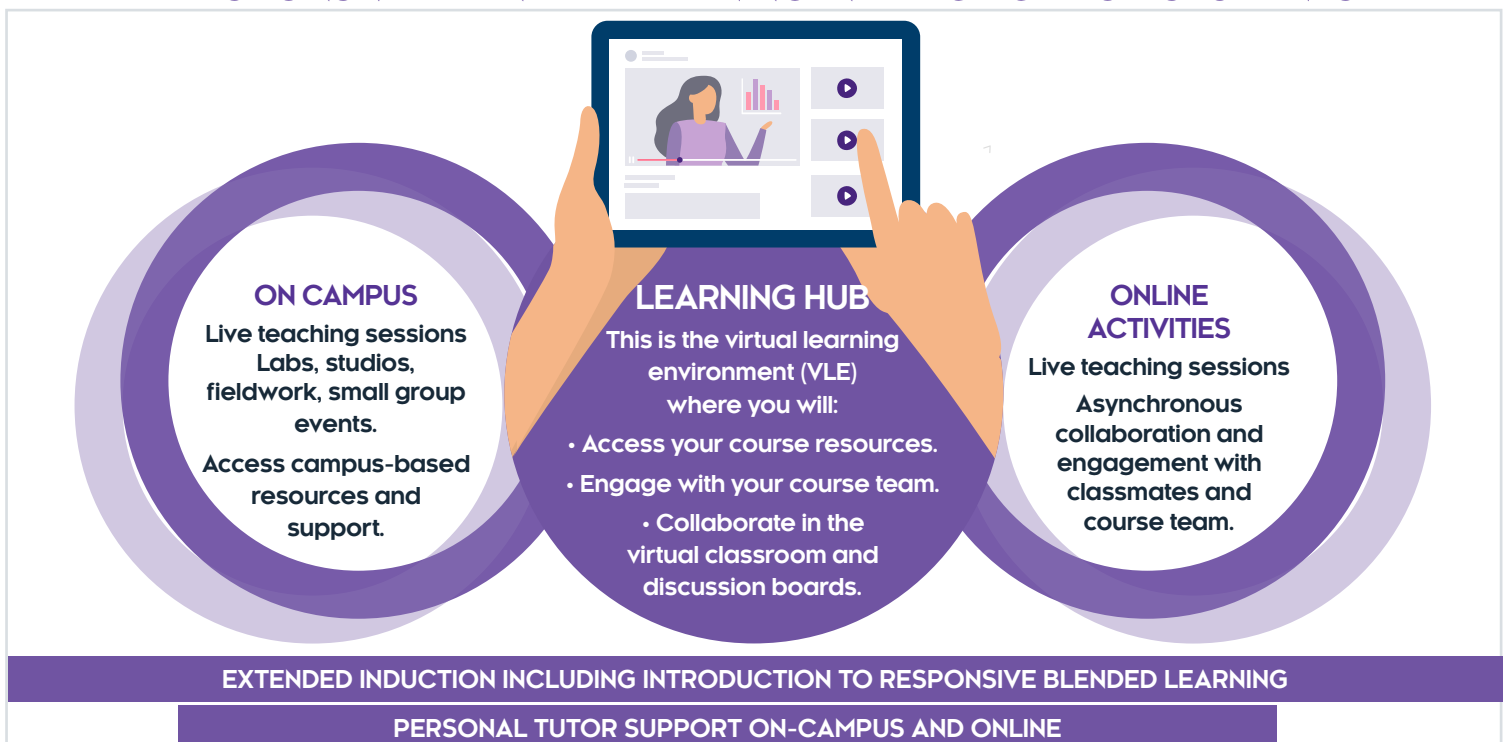 ON CAMPUS
Live teaching sessions
Labs, studios,
fieldwork, small group
events.
Access campus-based
resources and
support.
LEARNING HUB
This is the virtual learning
environment (VLE)
where you will:
• Access your course resources.
• Engage with your course team.
• Collaborate in the
virtual classroom and
discussion boards.
ONLINE
ACTIVITIES
Live teaching sessions
Asynchronous
collaboration and
engagement with
classmates and
course team.
EXTENDED INDUCTION INCLUDING INTRODUCTION TO RESPONSIVE BLENDED LEARNING
PERSONAL TUTOR SUPPORT ON-CAMPUS AND ONLINE